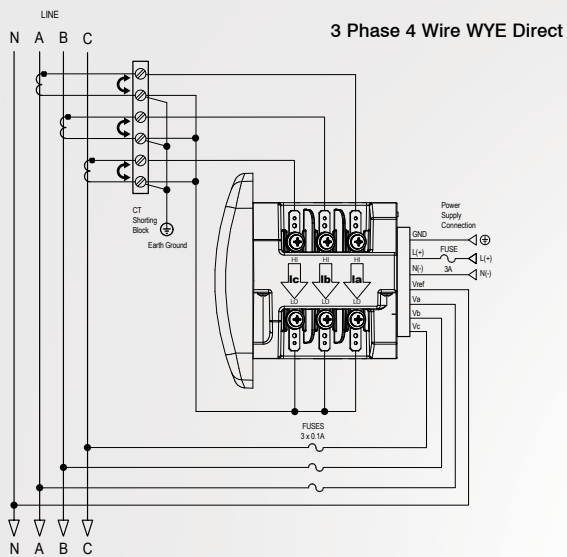 3 Phase 4 Wire WYE Direct
LINE
N A B C
CT
Shorting
Block
Earth Ground
Power
Supply
Connection
GND
L(+) FUSE L(+)
N(-) 3A N(-)
Vref
Va
Vb
Vc
HI HI HI
Ic Ib Ia
LO LO LO
FUSES
3 x 0.1A
N A B C